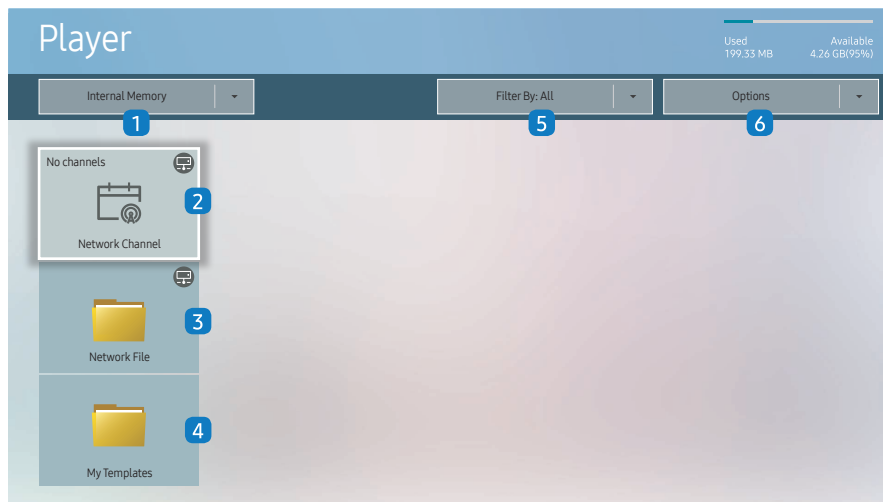 Player
Used Available
199.33 MB 4.26 GB(95%)
Internal Memory
Filter By: All
Options
1
5
6
No channels
2
Network Channel
3
Network File
4
My Templates